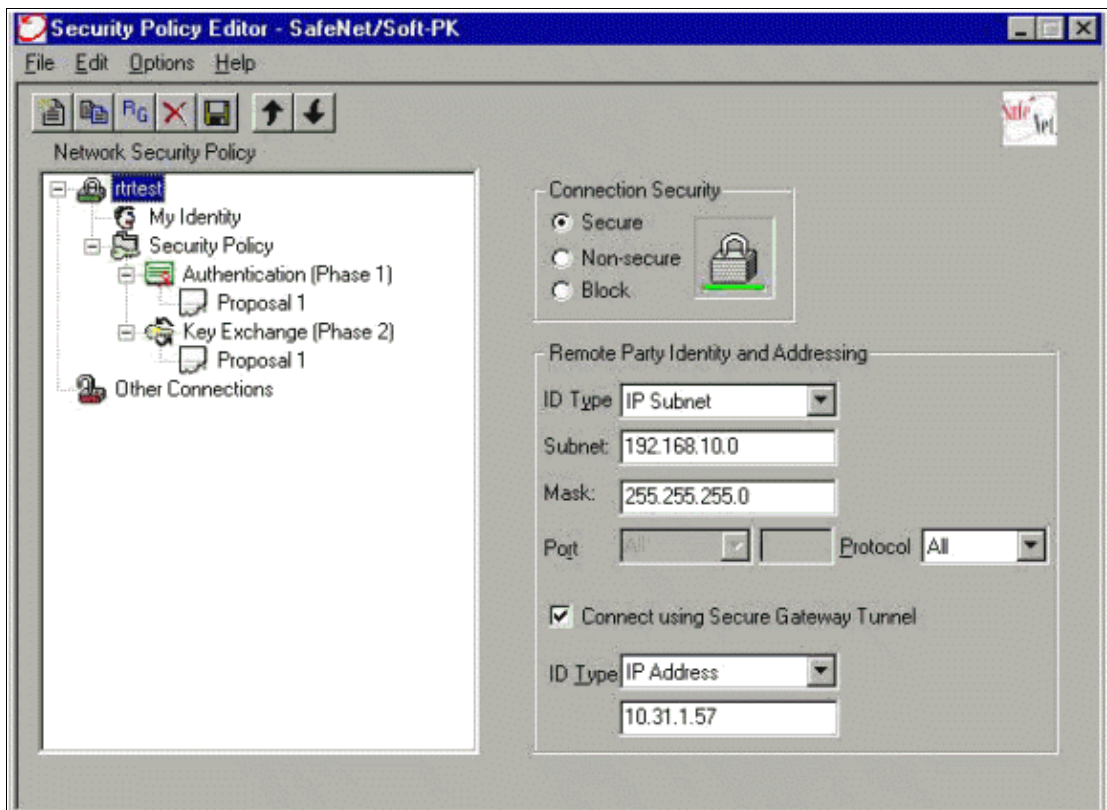 Security Policy Editor - SafeNet/Soft-PK
File Edit Options Help
RG
Safe Net
Network Security Policy
rtrtest
My Identity
Security Policy
Authentication (Phase 1)
Proposal 1
Key Exchange (Phase 2)
Proposal 1
Other Connections
Connection Security
Secure
Non-secure
Block
Remote Party Identity and Addressing
ID Type IP Subnet
Subnet: 192.168.10.0
Mask: 255.255.255.0
Port All Protocol All
Connect using Secure Gateway Tunnel
ID Type IP Address
10.31.1.57